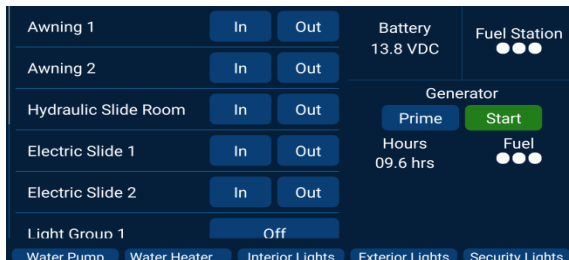 Awning 1 In Out
Awning 2 In Out
Hydraulic Slide Room In Out
Electric Slide 1 In Out
Electric Slide 2 In Out
Light Group 1 Off
Battery
13.8 VDC
Fuel Station
Generator
Prime Start
Hours
09.6 hrs
Fuel
Water Pump Water Heater Interior Lights Exterior Lights Security Lights